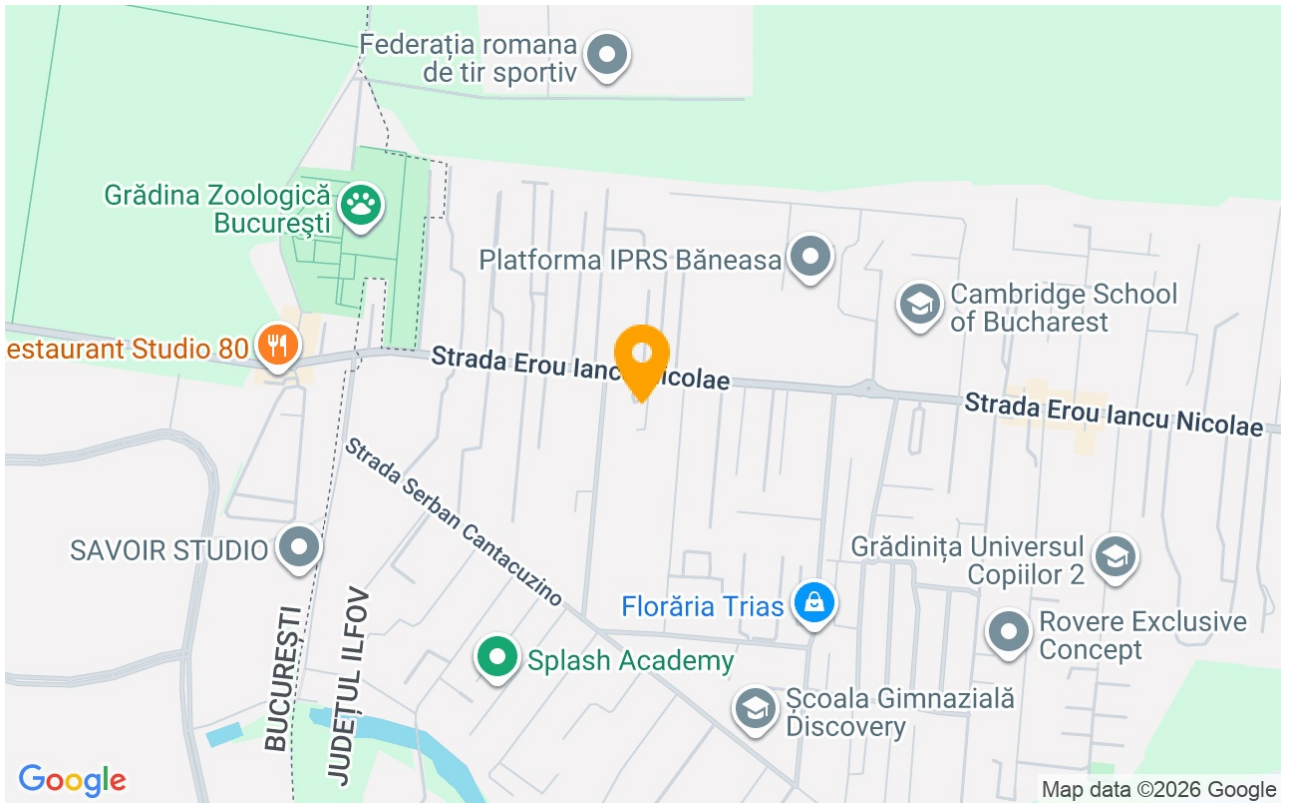 Federația romana
de tir sportiv
Grădina Zoologică
Bucureşti
Platforma IPRS Băneasa
Cambridge School
of Bucharest
estaurant Studio 80
Strada Erou Iancu Nicolae
Strada Erou Iancu Nicolae
Strada Serban Cantacuzino
SAVOIR STUDIO
Grădinița Universul
Copiilor 2
Florăria Trias
Rovere Exclusive
Concept
Splash Academy
Școala Gimnazială
Discovery
BUCUREȘTI
JUDEȚUL ILFOV
Google
Map data ©2026 Google